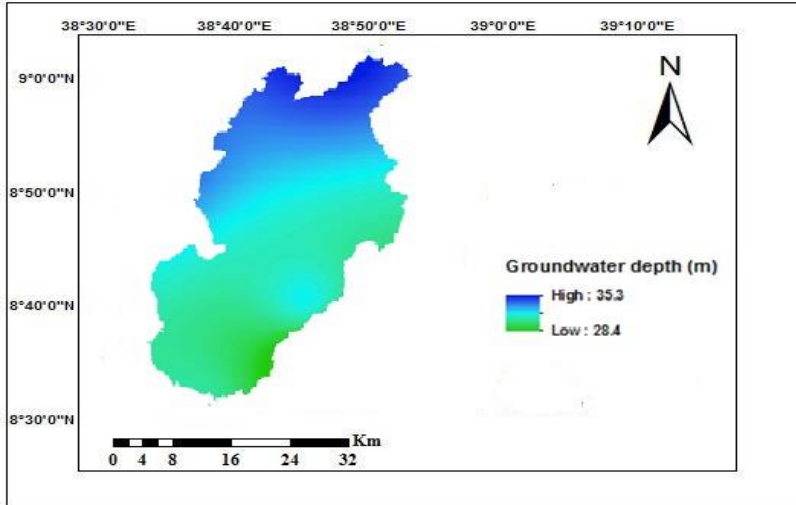 38°30'0"E 38°40'0"E 38°50'0"E 39°0'0"E 39°10'0"E
9°0'0"N
N
8°50'0"N
Groundwater depth (m)
High : 35.3
8°40'0"N
Low : 28.4
8°30'0"N
Km
0 4 8 16 24 32